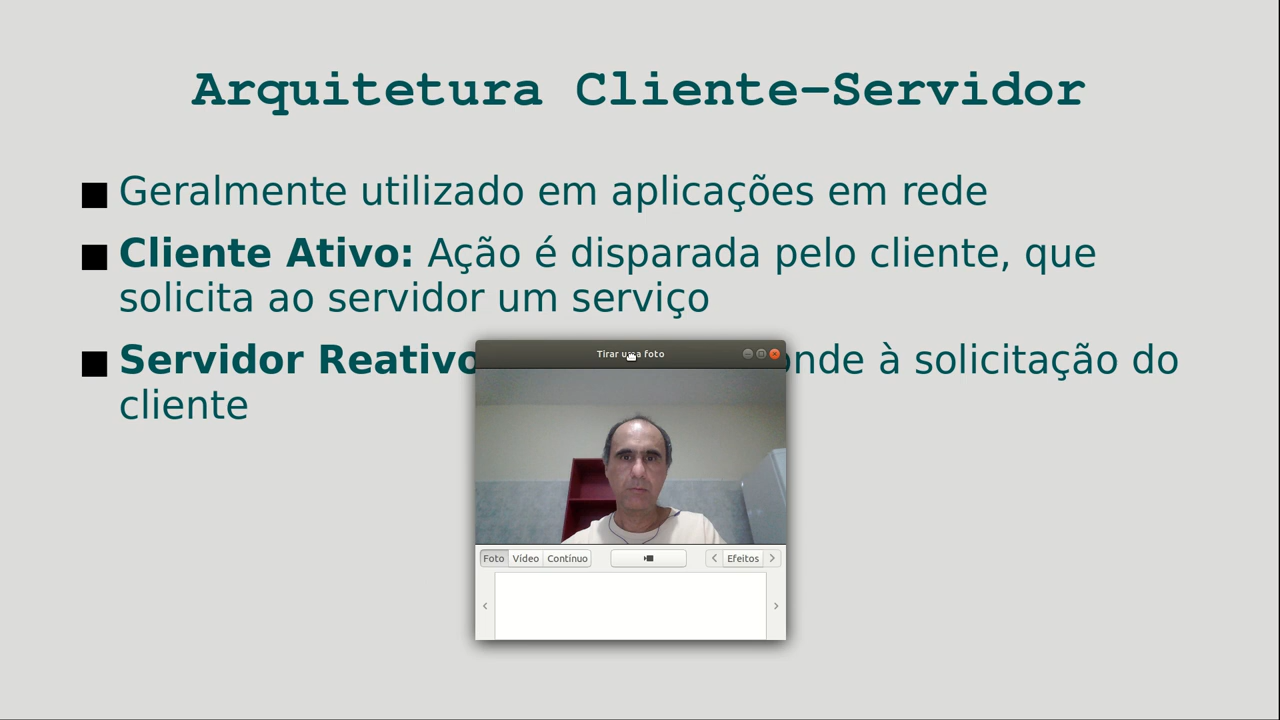 Arquitetura Cliente-Servidor
Geralmente utilizado em aplicações em rede
Cliente Ativo: Ação é disparada pelo cliente, que
solicita ao servidor um serviço
Servidor Reativo à solicitação do
cliente
Tirar uma foto
Foto Vídeo Contínuo Efeitos